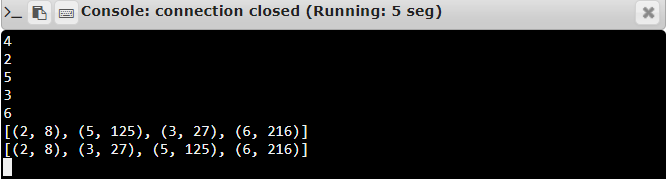 >_ Console: connection closed (Running: 5 seg)
4
2
5
3
6
[(2, 8), (5, 125), (3, 27), (6, 216)]
[(2, 8), (3, 27), (5, 125), (6, 216)]